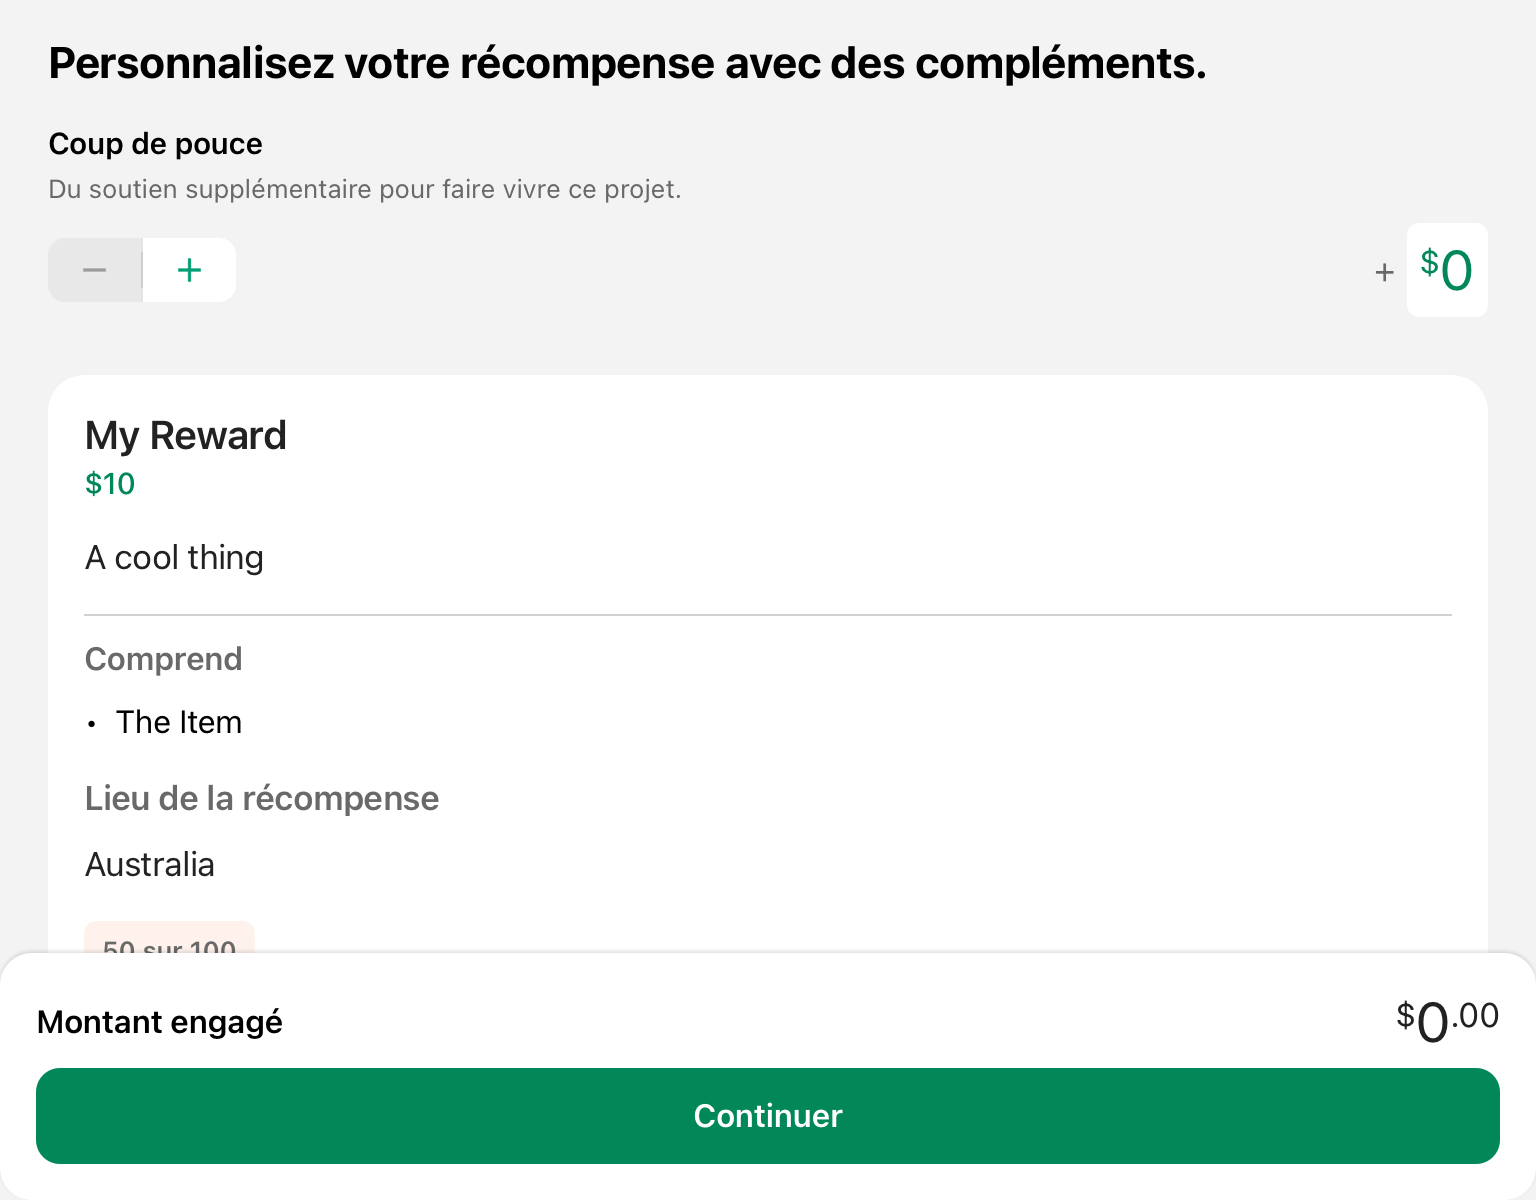 Personnalisez votre récompense avec des compléments.
Coup de pouce
Du soutien supplémentaire pour faire vivre ce projet.
− +
+ $0
My Reward
$10
A cool thing
Comprend
• The Item
Lieu de la récompense
Australia
50 sur 100
Montant engagé
$0.00
Continuer